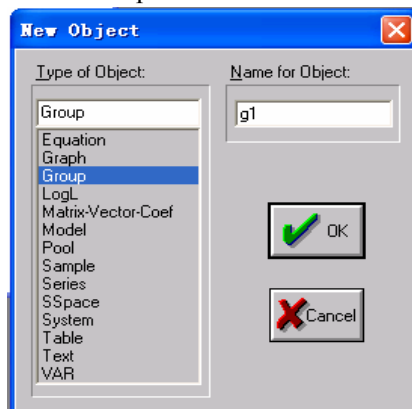 New Object
Type of Object:
Group
Equation
Graph
Group
LogL
Matrix-Vector-Coef
Model
Pool
Sample
Series
SSpace
System
Table
Text
VAR
Name for Object:
g1
OK
Cancel